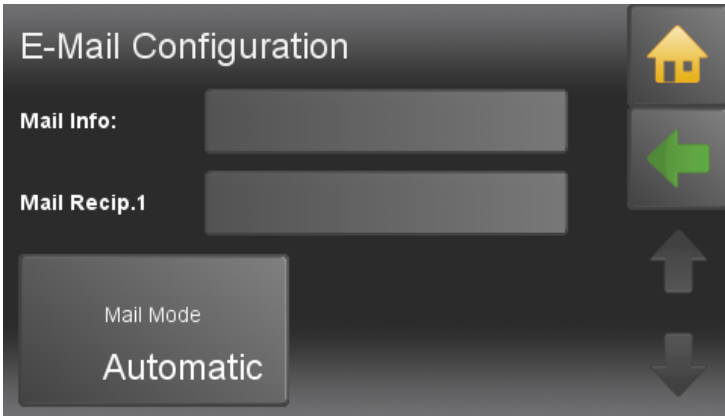 E-Mail Configuration
Mail Info:
Mail Recip.1
Mail Mode
Automatic